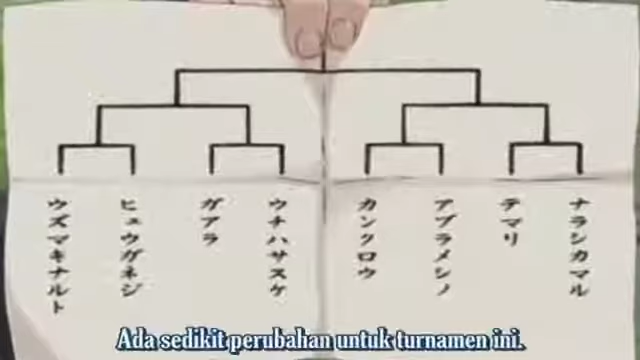 ウズマキナルト
ヒュウガネジ
ガアラ
ウチハサスケ
カンクロウ
アブラメシノ
テマリ
ナラシカマル
Ada sedikit perubahan untuk turnamen ini.